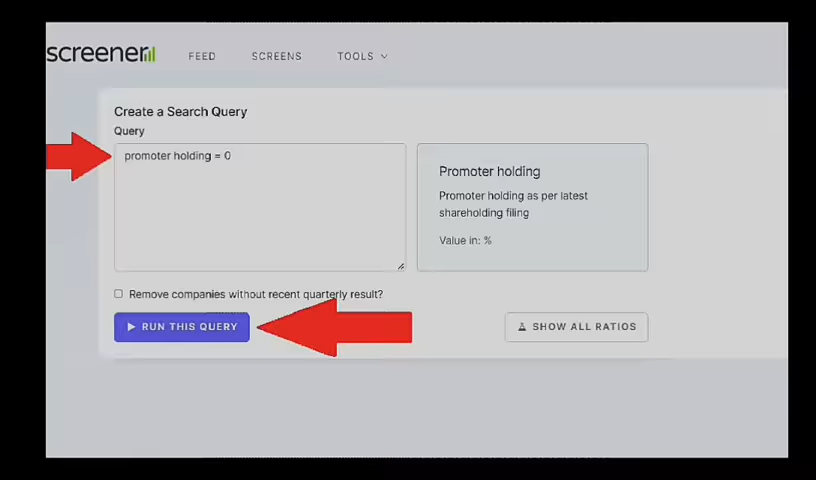 screener
FEED SCREENS TOOLS
Create a Search Query
Query
promoter holding = 0
Promoter holding
Promoter holding as per latest
shareholding filing
Value in: %
Remove companies without recent quarterly result?
RUN THIS QUERY
SHOW ALL RATIOS